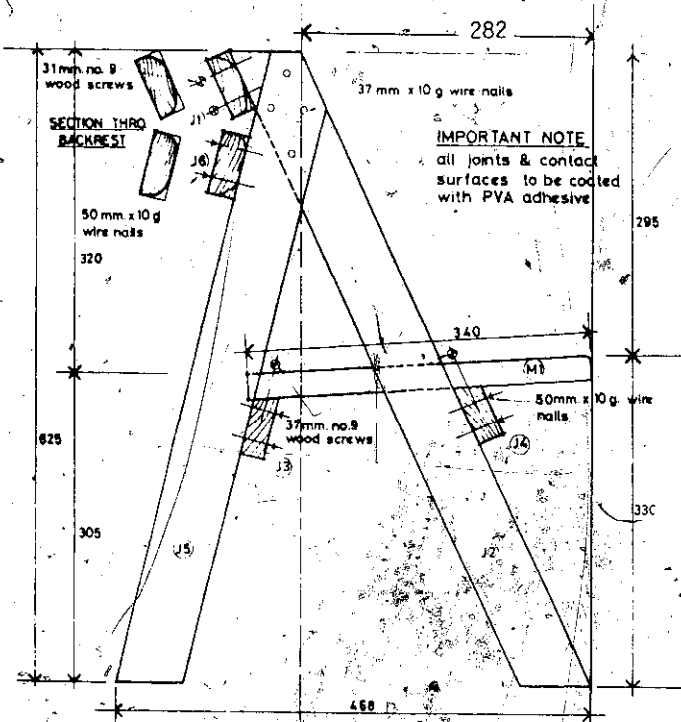 282
31mm. no. 9
wood screws
37 mm x 10 g wire nails
SECTION THRO
BACKREST
J1
IMPORTANT NOTE
all joints & contact
surfaces to be coated
with PVA adhesive
J6
50 mm. x 10 g
wire nails
320
295
340
M1
50mm. x 10 g. wire
nails
37mm. no. 9
wood screws
J3
J4
625
330
305
J5
J2
468